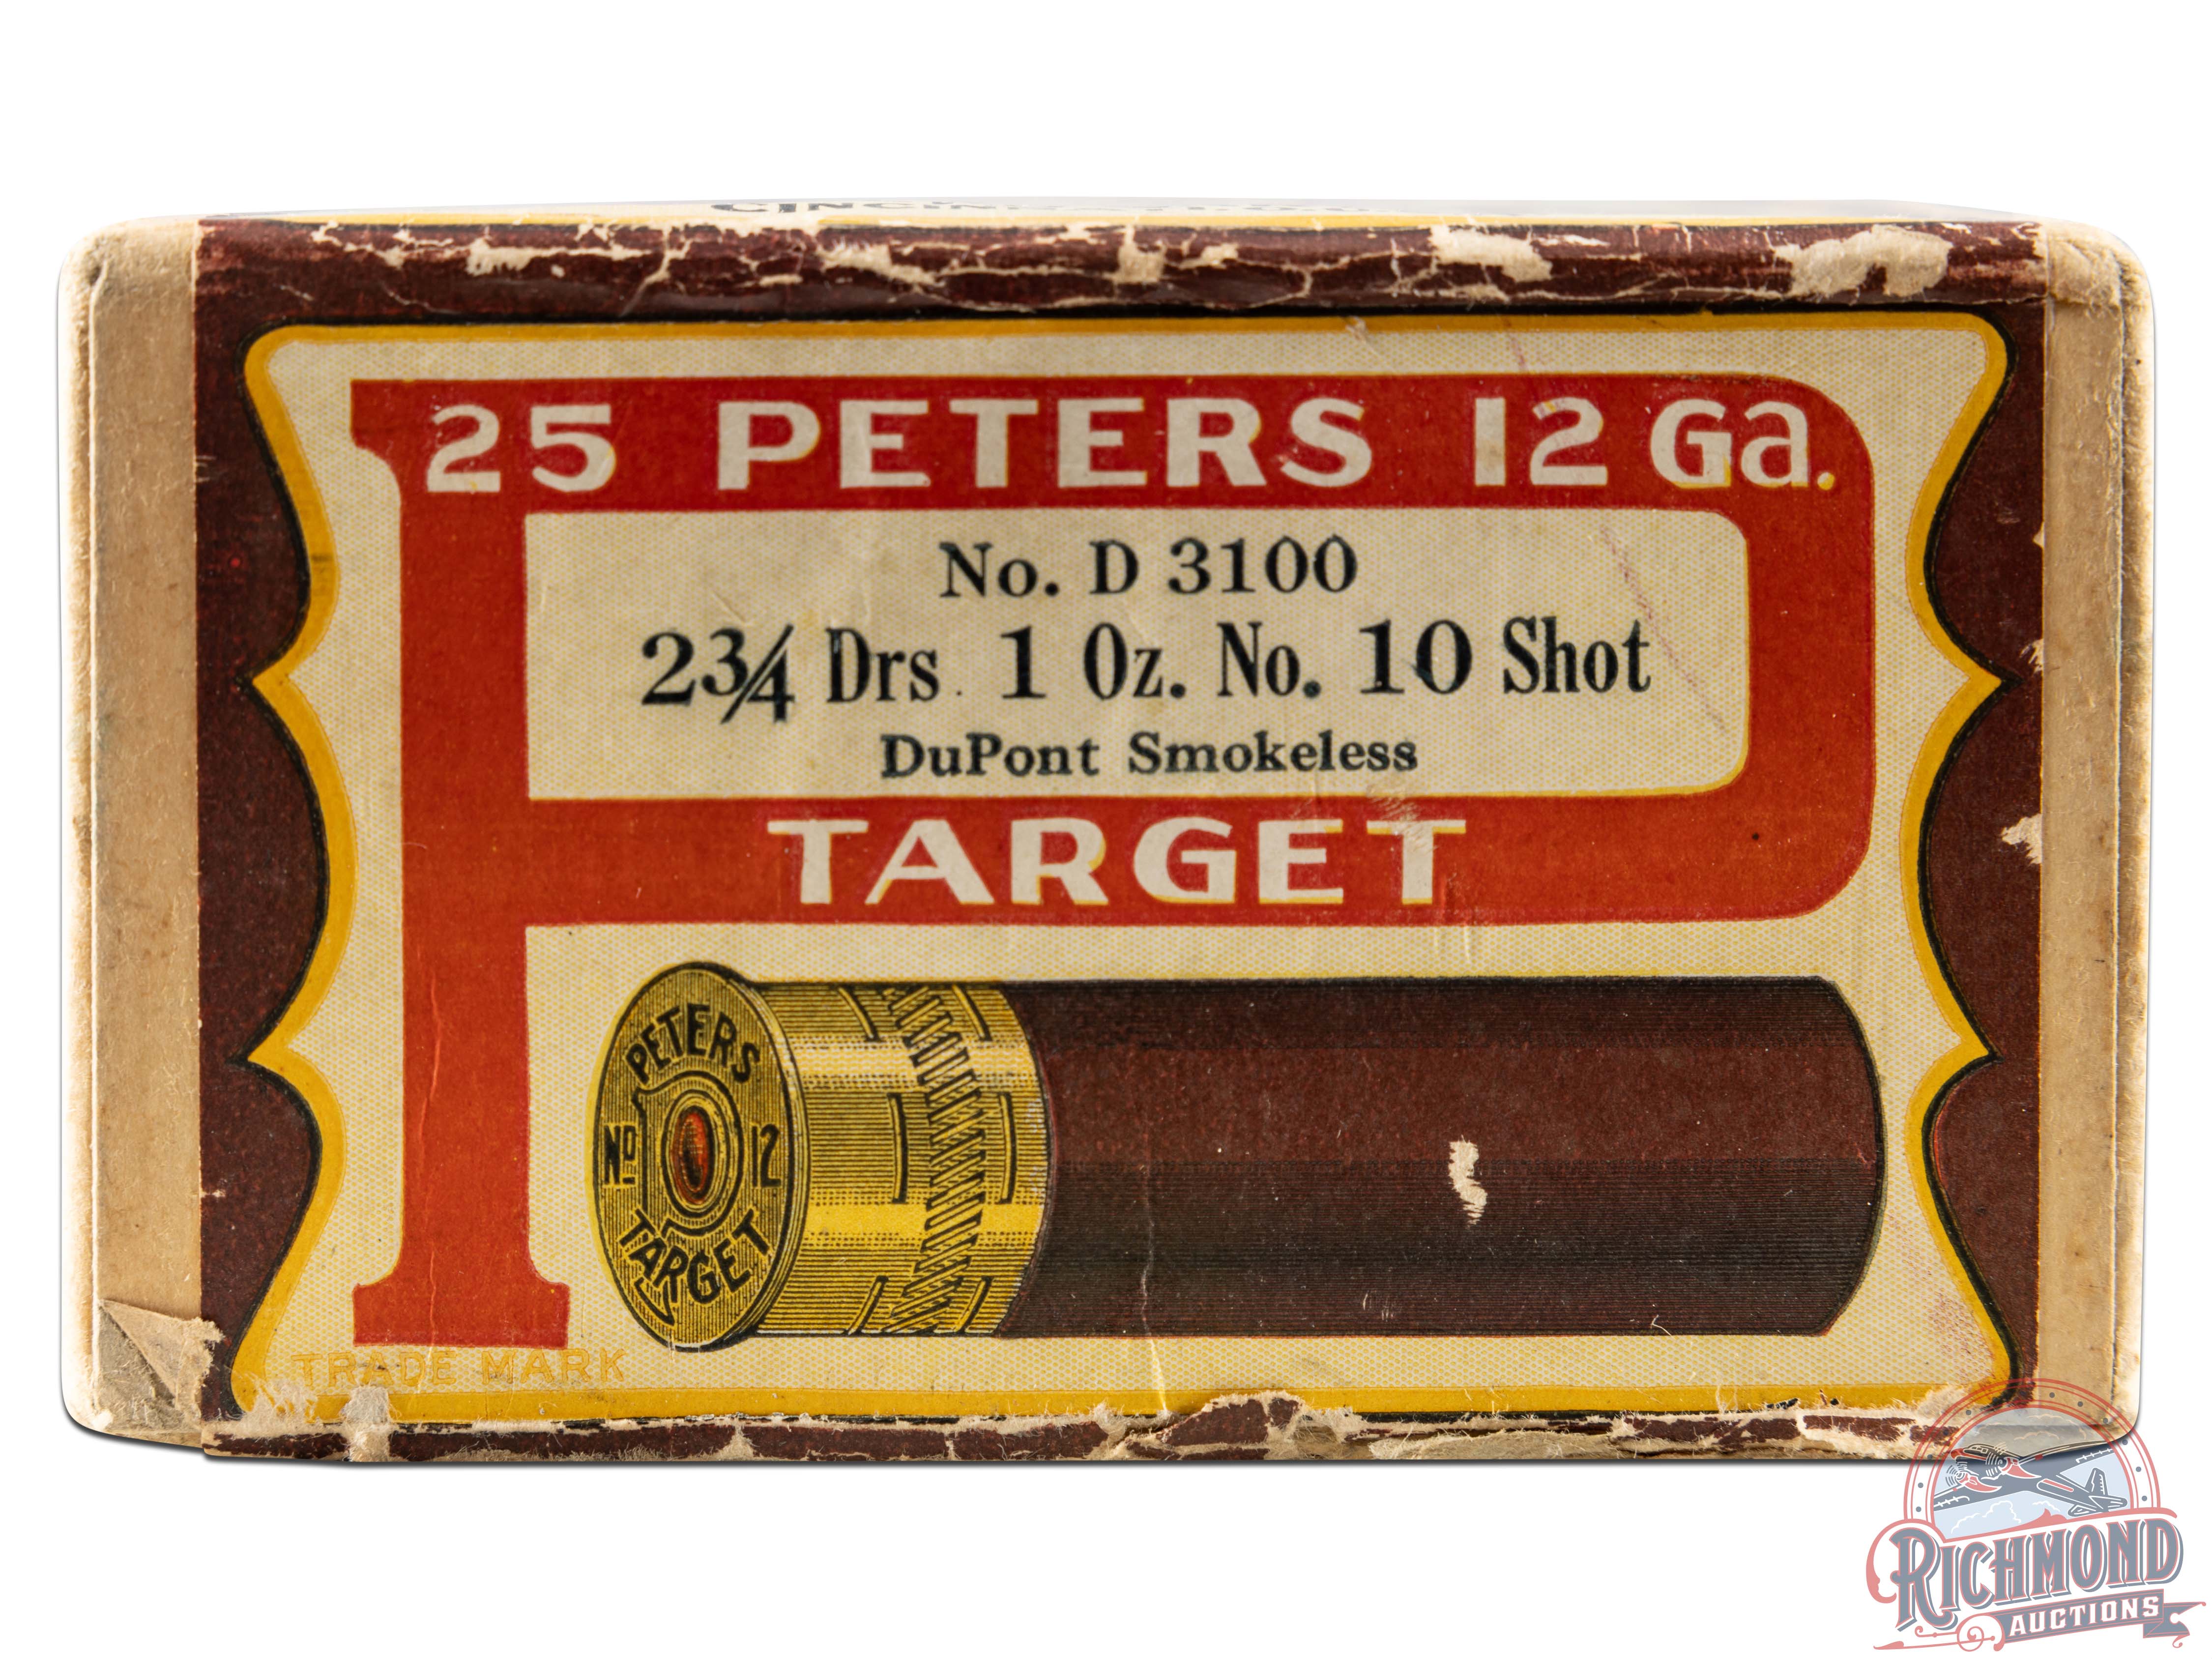 25 PETERS 12 Ga.
No. D 3100
2¾ Drs. 1 Oz. No. 10 Shot
DuPont Smokeless
TARGET
PETERS
No 12
TARGET
TRADE MARK
RICHMOND
AUCTIONS